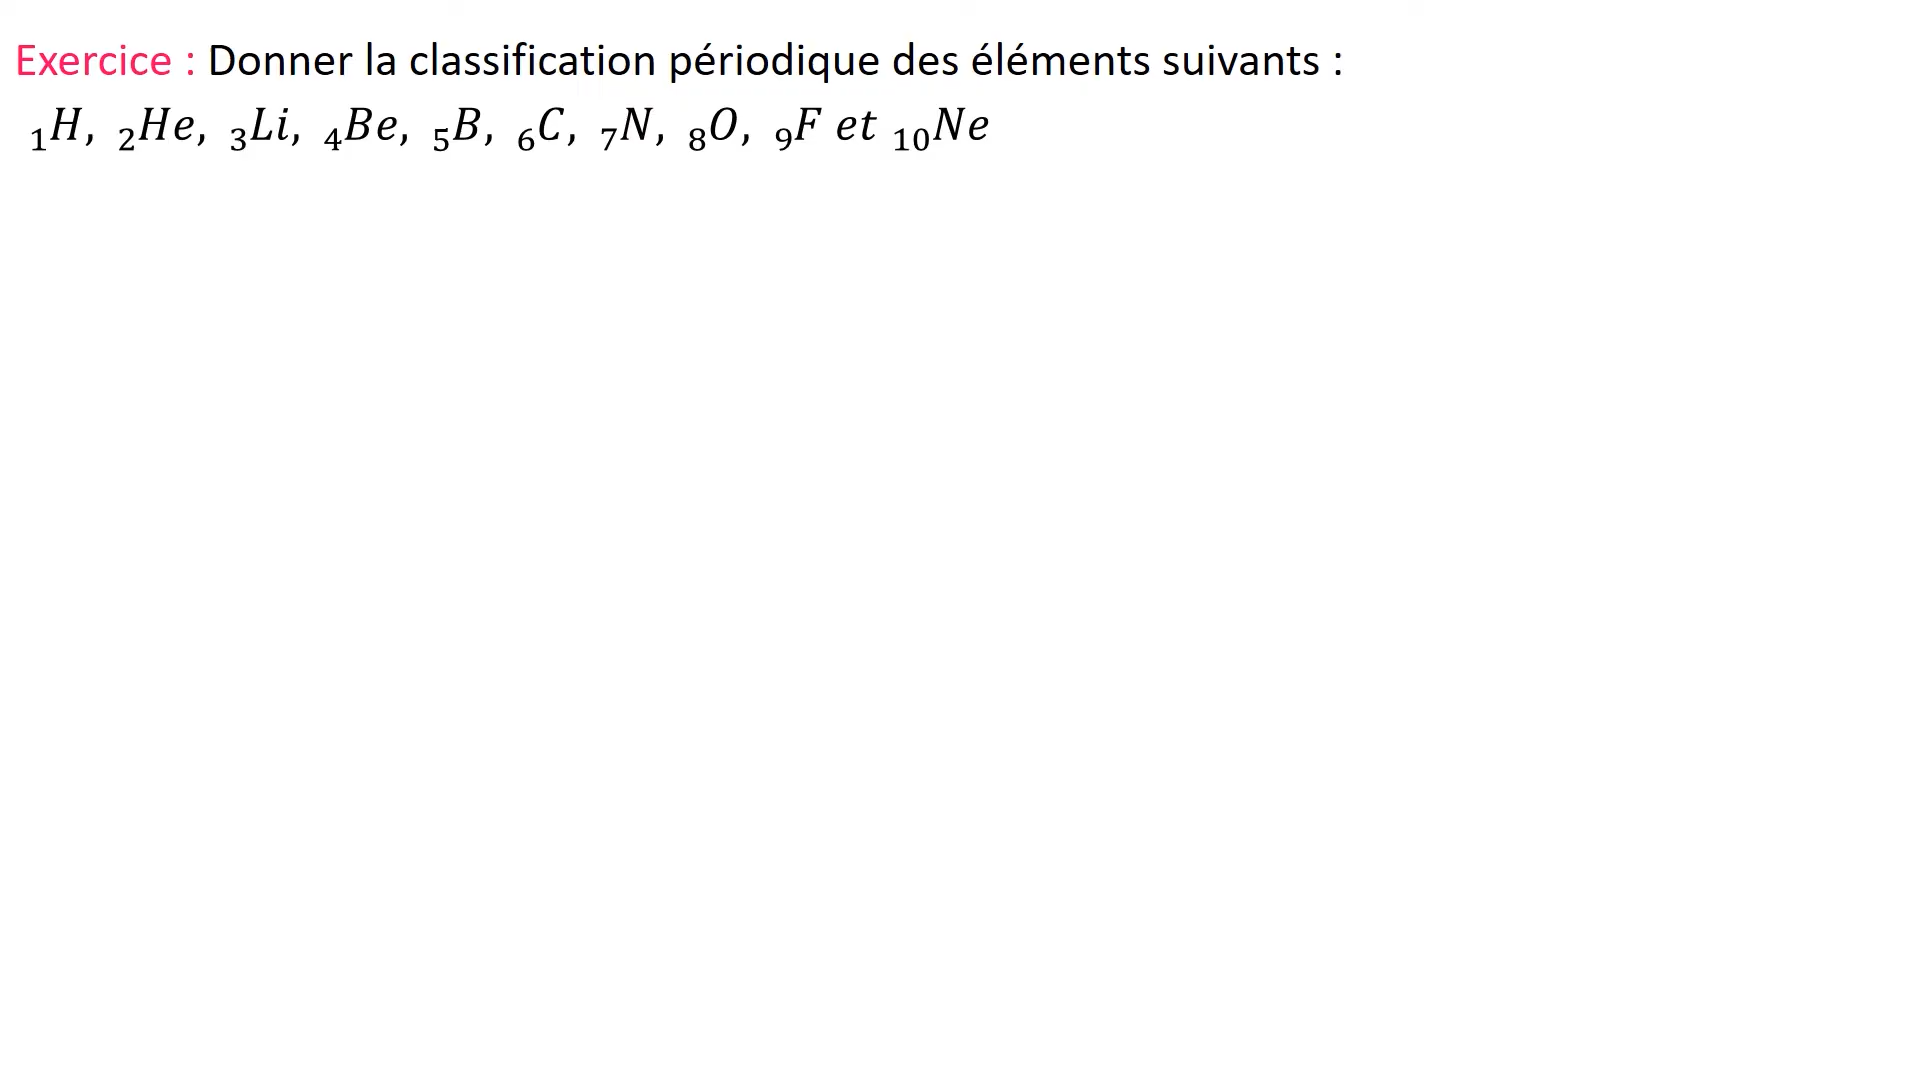 Exercice : Donner la classification périodique des éléments suivants :
₁H, ₂He, ₃Li, ₄Be, ₅B, ₆C, ₇N, ₈O, ₉F et ₁₀Ne